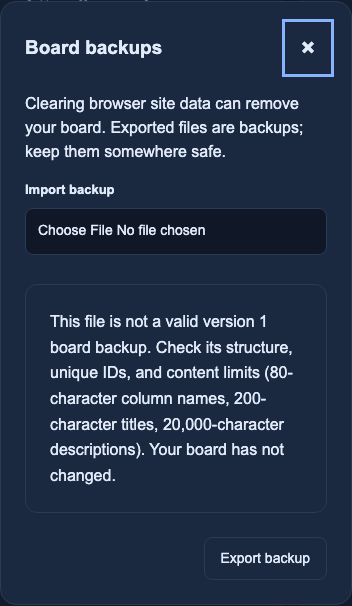 Board backups
Clearing browser site data can remove
your board. Exported files are backups;
keep them somewhere safe.
Import backup
Choose File No file chosen
This file is not a valid version 1
board backup. Check its structure,
unique IDs, and content limits (80-
character column names, 200-
character titles, 20,000-character
descriptions). Your board has not
changed.
Export backup